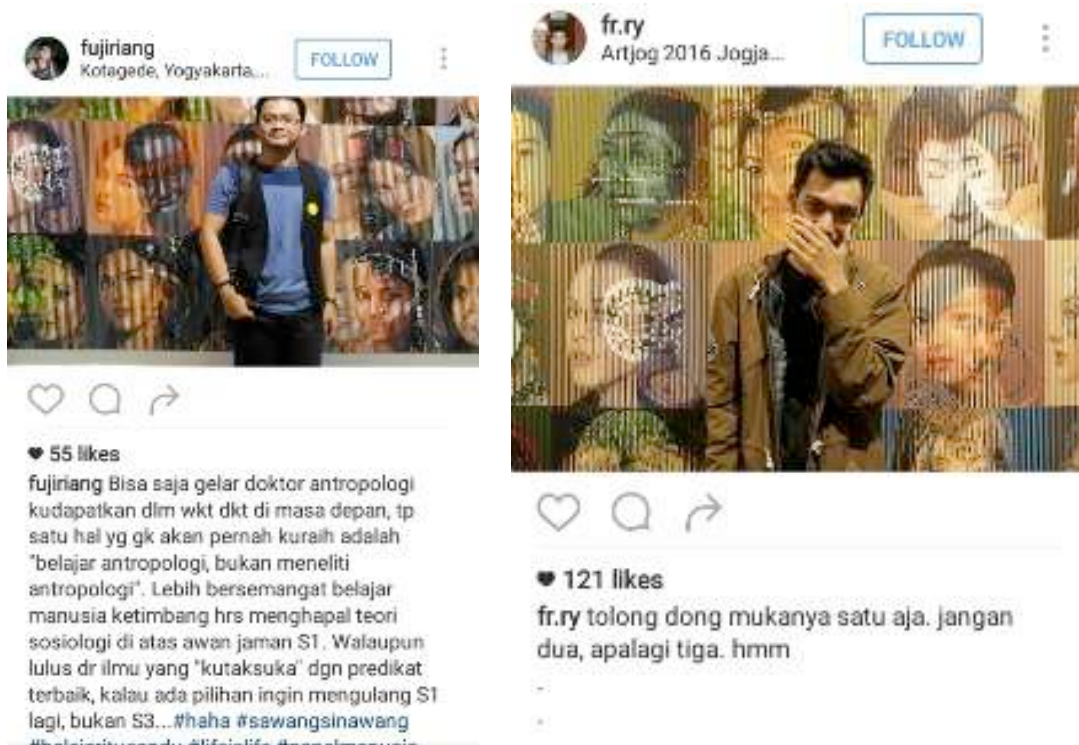 fujiriang
Kotagede, Yogyakarta,...
FOLLOW
55 likes
fujiriang Bisa saja gelar doktor antropologi
kudapatkan dlm wkt dkt di masa depan, tp
satu hal yg gk akan pernah kuraih adalah
"belajar antropologi, bukan meneliti
antropologi". Lebih bersemangat belajar
manusia ketimbang hrs menghapal teori
sosiologi di atas awan jaman S1. Walaupun
lulus dr ilmu yang "kutaksuka" dgn predikat
terbaik, kalau ada pilihan ingin mengulang S1
lagi, bukan S3...#haha #sawangsinawang
fr.ry
Artjog 2016 Jogja...
FOLLOW
121 likes
fr.ry tolong dong mukanya satu aja. jangan
dua, apalagi tiga. hmm
.
.